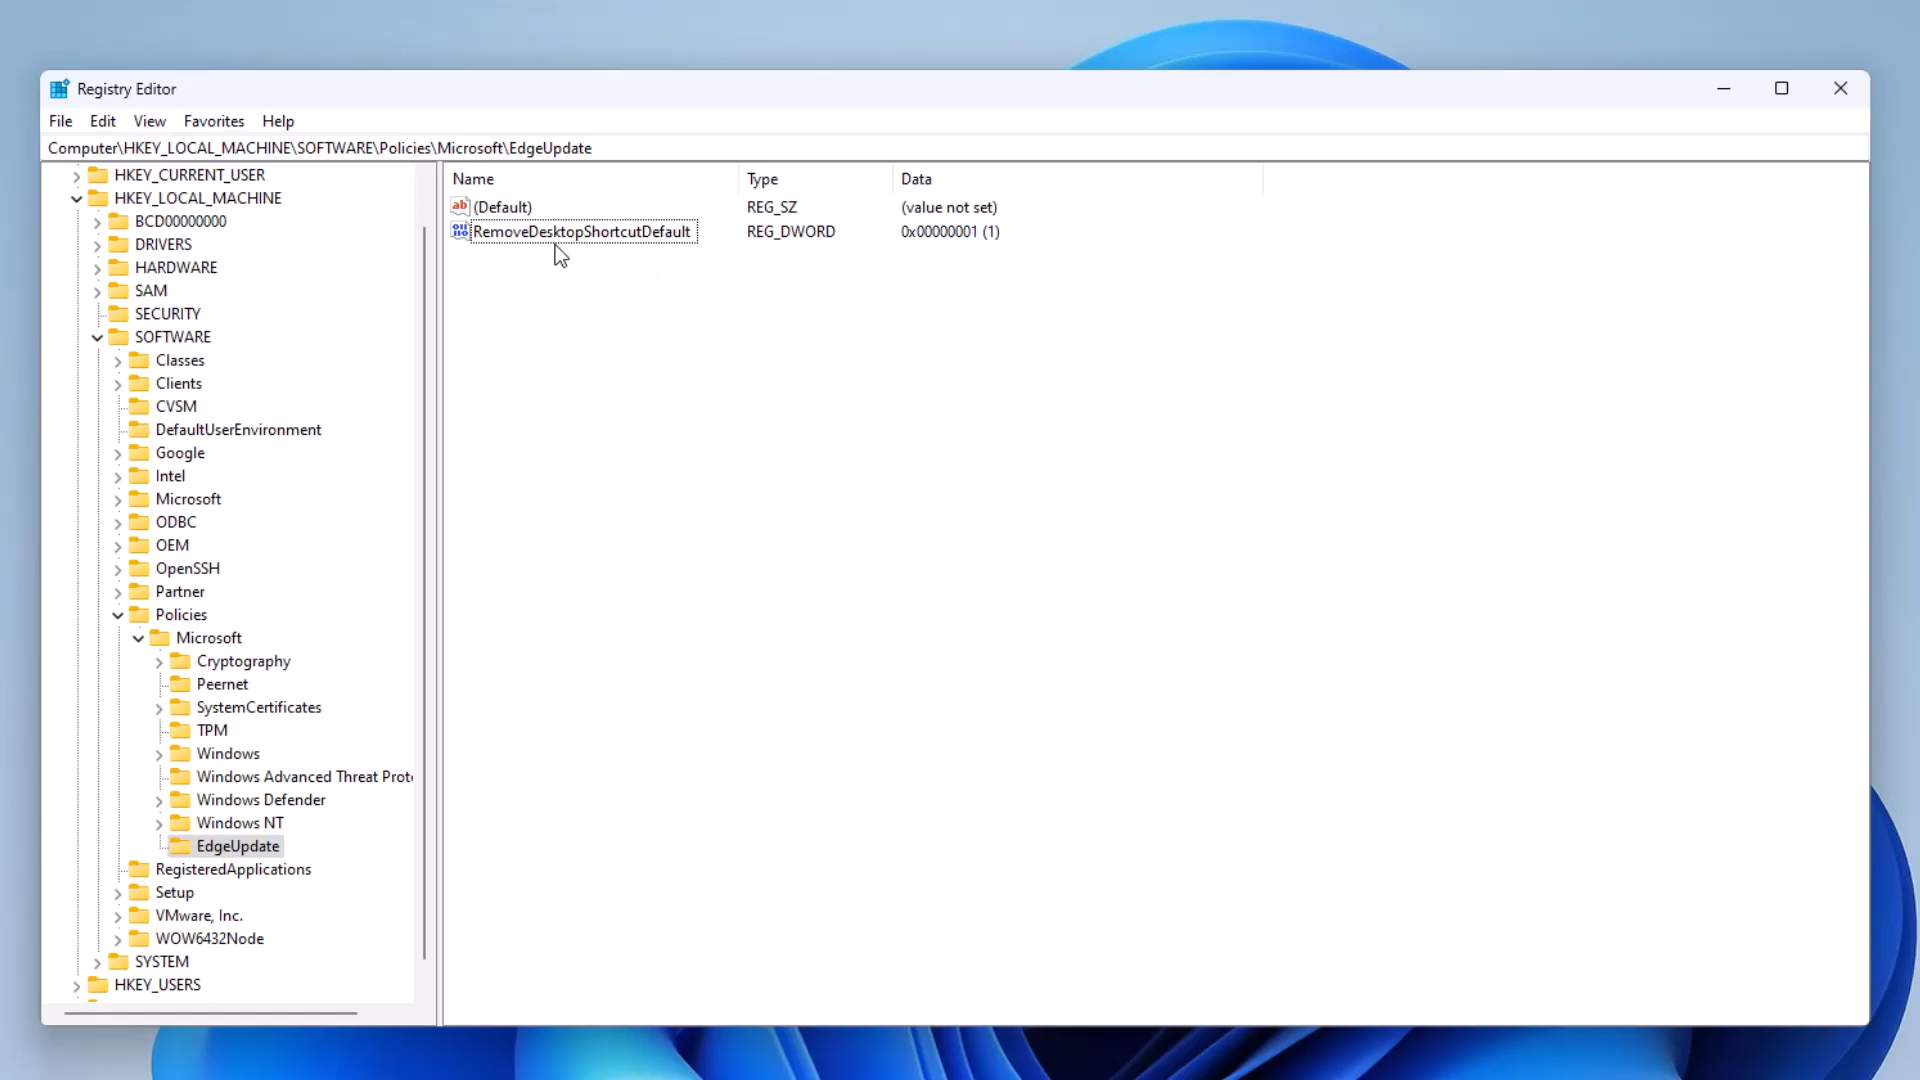 Registry Editor
File Edit View Favorites Help
Computer\HKEY_LOCAL_MACHINE\SOFTWARE\Policies\Microsoft\EdgeUpdate
HKEY_CURRENT_USER
HKEY_LOCAL_MACHINE
BCD00000000
DRIVERS
HARDWARE
SAM
SECURITY
SOFTWARE
Classes
Clients
CVSM
DefaultUserEnvironment
Google
Intel
Microsoft
ODBC
OEM
OpenSSH
Partner
Policies
Microsoft
Cryptography
Peernet
SystemCertificates
TPM
Windows
Windows Advanced Threat Prote
Windows Defender
Windows NT
EdgeUpdate
RegisteredApplications
Setup
VMware, Inc.
WOW6432Node
SYSTEM
HKEY_USERS
Name Type Data
(Default) REG_SZ (value not set)
RemoveDesktopShortcutDefault REG_DWORD 0x00000001 (1)